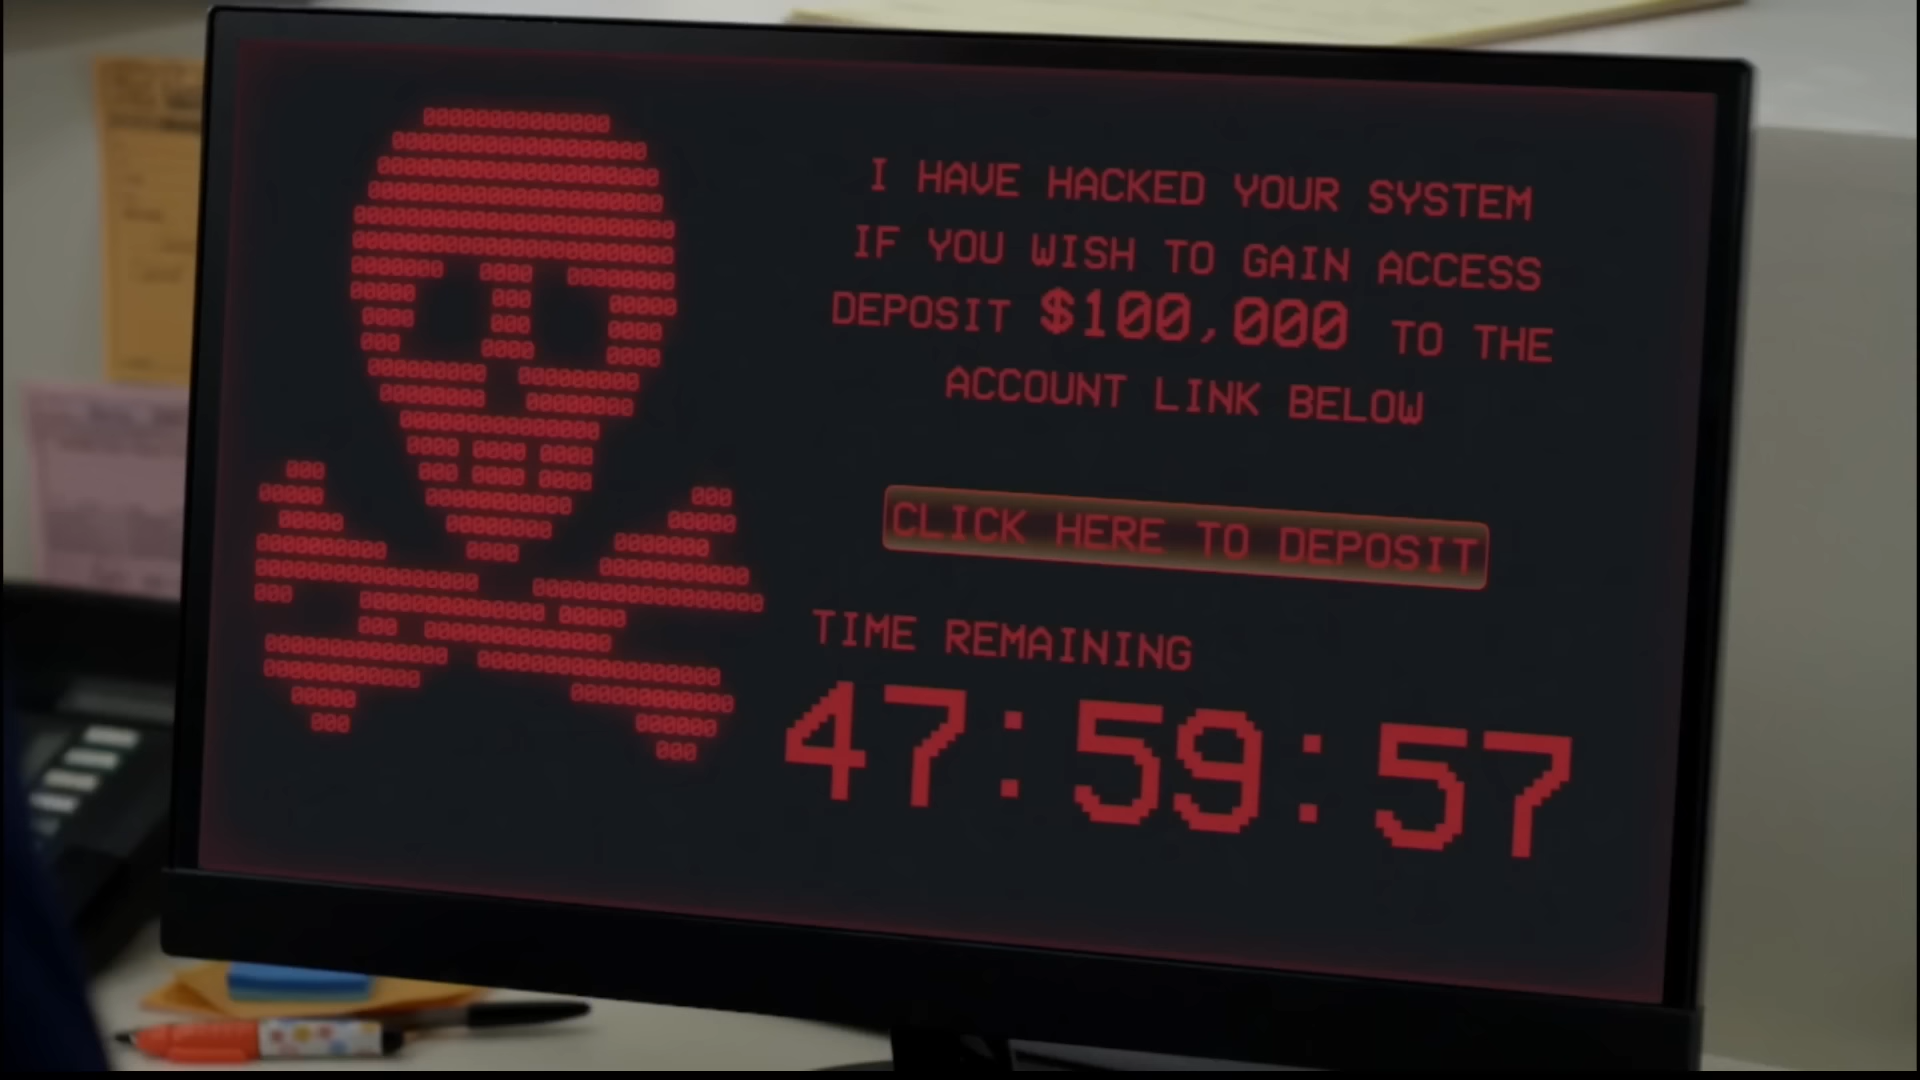 I HAVE HACKED YOUR SYSTEM
IF YOU WISH TO GAIN ACCESS
DEPOSIT $100,000 TO THE
ACCOUNT LINK BELOW
CLICK HERE TO DEPOSIT
TIME REMAINING
47:59:57